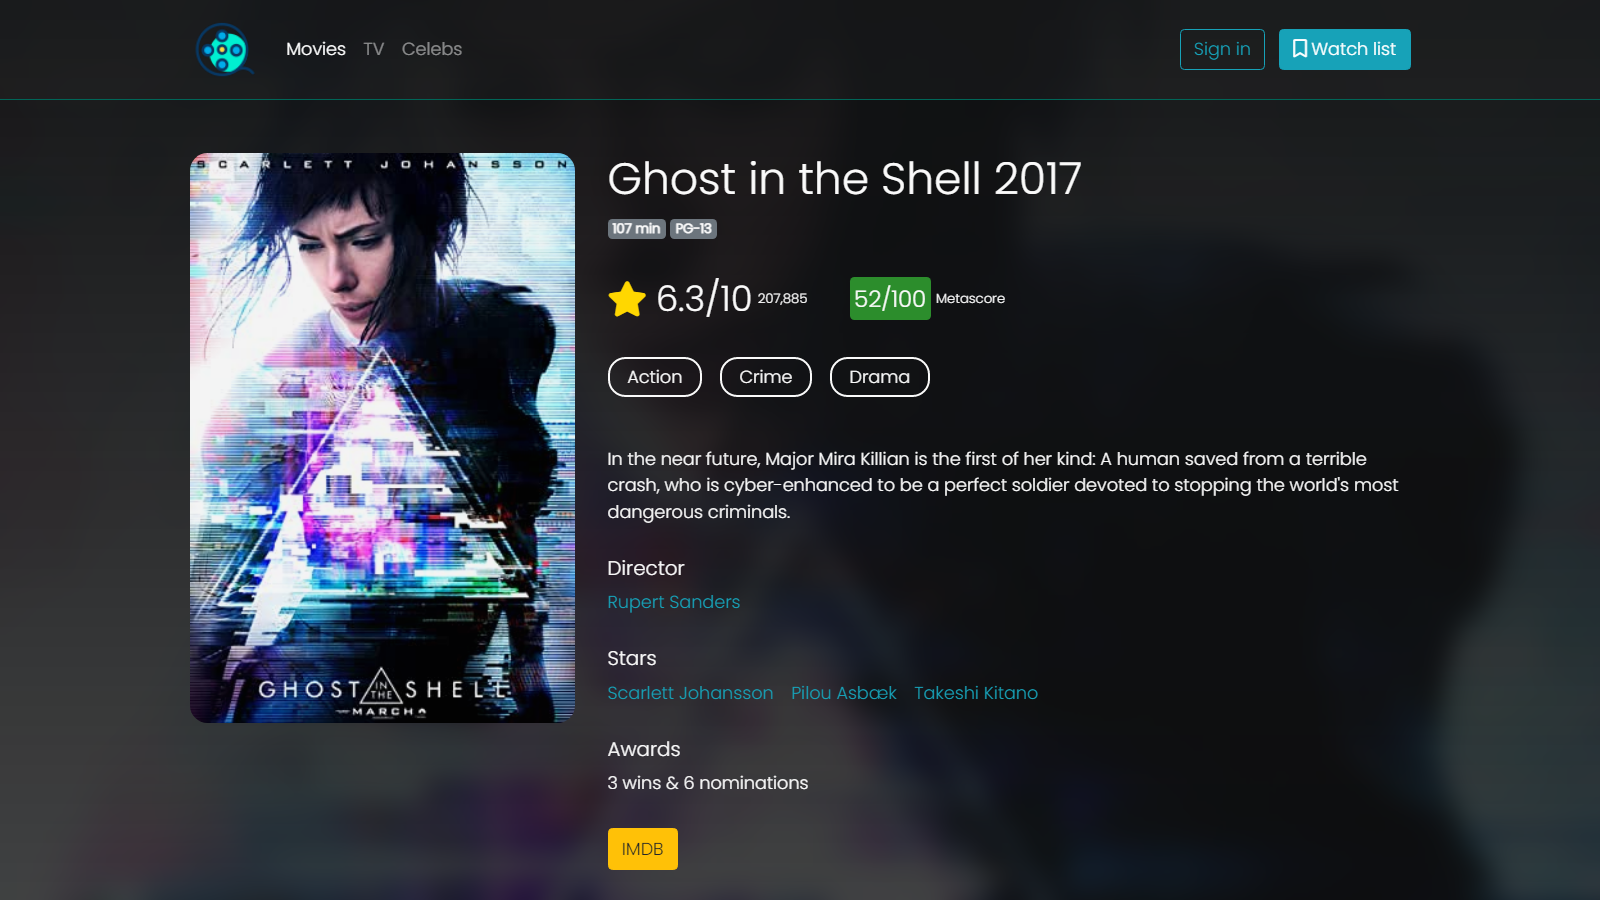 Movies TV Celebs
Sign in
Watch list
SCARLETT JOHANSSON
GHOST IN THE SHELL
MARCH
Ghost in the Shell 2017
107 min PG-13
6.3/10 207,885 52/100 Metascore
Action Crime Drama
In the near future, Major Mira Killian is the first of her kind: A human saved from a terrible
crash, who is cyber-enhanced to be a perfect soldier devoted to stopping the world's most
dangerous criminals.
Director
Rupert Sanders
Stars
Scarlett Johansson Pilou Asbæk Takeshi Kitano
Awards
3 wins & 6 nominations
IMDB